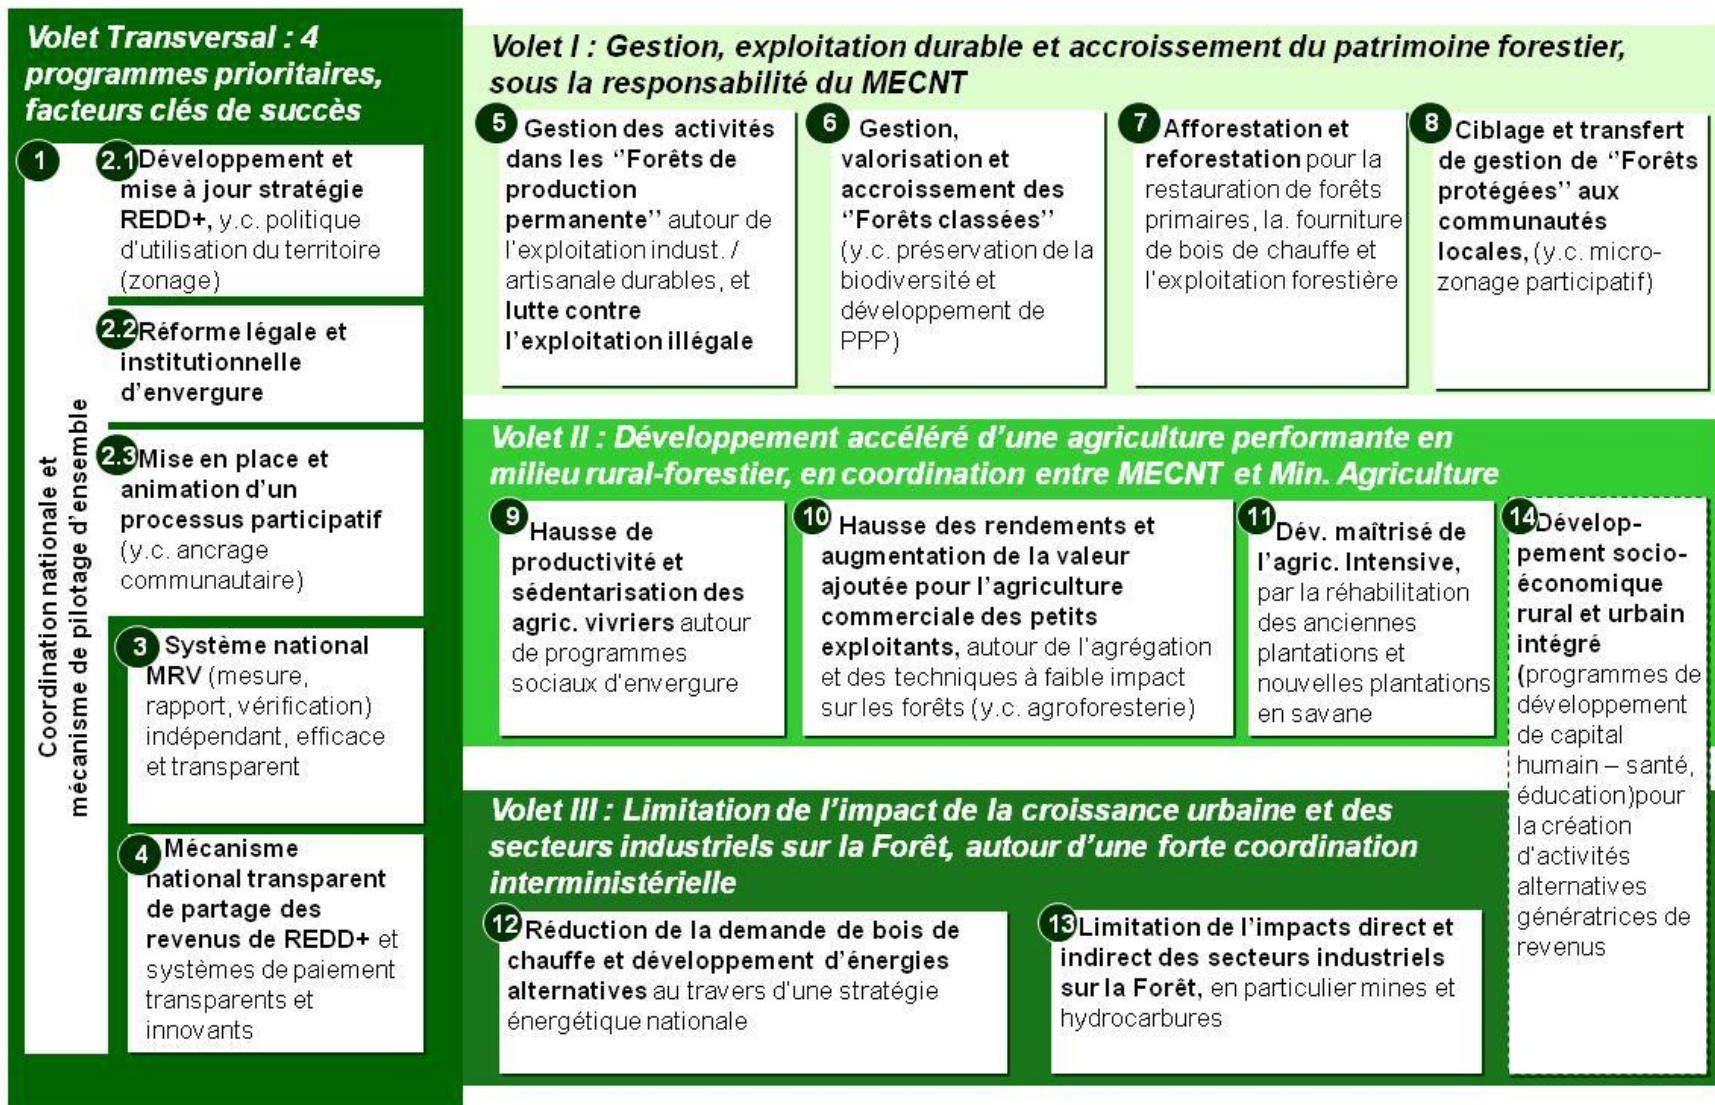 Volet Transversal : 4
programmes prioritaires,
facteurs clés de succès
1
Coordination nationale et
mécanisme de pilotage d'ensemble
2.1 Développement et
mise à jour stratégie
REDD+, y.c. politique
d'utilisation du territoire
(zonage)
2.2 Réforme légale et
institutionnelle
d'envergure
2.3 Mise en place et
animation d'un
processus participatif
(y.c. ancrage
communautaire)
3 Système national
MRV (mesure,
rapport, vérification)
indépendant, efficace
et transparent
4 Mécanisme
national transparent
de partage des
revenus de REDD+ et
systèmes de paiement
transparents et
innovants
Volet I : Gestion, exploitation durable et accroissement du patrimoine forestier,
sous la responsabilité du MECNT
5 Gestion des activités
dans les ‘’Forêts de
production
permanente’’ autour de
l'exploitation indust. /
artisanale durables, et
lutte contre
l'exploitation illégale
6 Gestion,
valorisation et
accroissement des
‘’Forêts classées’’
(y.c. préservation de la
biodiversité et
développement de
PPP)
7 Afforestation et
reforestation pour la
restauration de forêts
primaires, la. fourniture
de bois de chauffe et
l'exploitation forestière
8 Ciblage et transfert
de gestion de ‘’Forêts
protégées’’ aux
communautés
locales, (y.c. micro-
zonage participatif)
Volet II : Développement accéléré d'une agriculture performante en
milieu rural-forestier, en coordination entre MECNT et Min. Agriculture
9 Hausse de
productivité et
sédentarisation des
agric. vivriers autour
de programmes
sociaux d'envergure
10 Hausse des rendements et
augmentation de la valeur
ajoutée pour l'agriculture
commerciale des petits
exploitants, autour de l'agrégation
et des techniques à faible impact
sur les forêts (y.c. agroforesterie)
11 Dév. maîtrisé de
l'agric. Intensive,
par la réhabilitation
des anciennes
plantations et
nouvelles plantations
en savane
14 Dévelop-
pement socio-
économique
rural et urbain
intégré
(programmes de
développement
de capital
humain – santé,
éducation)pour
la création
d'activités
alternatives
génératrices de
revenus
Volet III : Limitation de l'impact de la croissance urbaine et des
secteurs industriels sur la Forêt, autour d'une forte coordination
interministérielle
12 Réduction de la demande de bois de
chauffe et développement d'énergies
alternatives au travers d'une stratégie
énergétique nationale
13 Limitation de l'impacts direct et
indirect des secteurs industriels
sur la Forêt, en particulier mines et
hydrocarbures